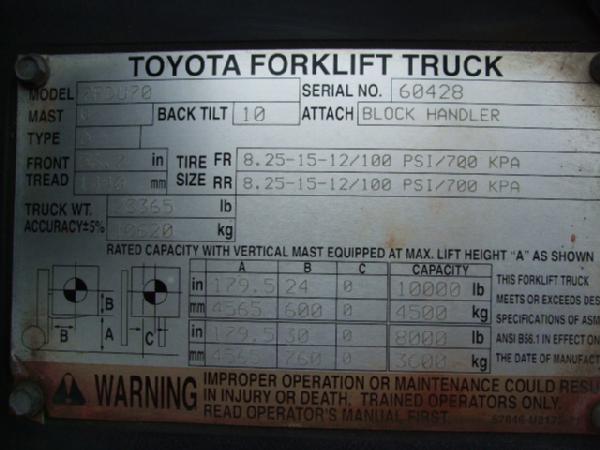 TOYOTA FORKLIFT TRUCK
MODEL SERIAL NO. 60428
MAST BACK TILT 10 ATTACH BLOCK HANDLER
TYPE
FRONT in TIRE FR 8.25-15-12/100 PSI/700 KPA
TREAD mm SIZE RR 8.25-15-12/100 PSI/700 KPA
TRUCK WT. 23365 lb
ACCURACY±5% 10620 kg
RATED CAPACITY WITH VERTICAL MAST EQUIPPED AT MAX. LIFT HEIGHT "A" AS SHOWN
A B C CAPACITY
in 179.5 24 0 10000 lb THIS FORKLIFT TRUCK
mm 4565 600 0 4500 kg MEETS OR EXCEEDS DES
in 179.5 30 0 8000 lb SPECIFICATIONS OF ASM
mm 4565 760 0 3600 kg ANSI B56.1 IN EFFECT ON
THE DATE OF MANUFACT
B B A C
WARNING
IMPROPER OPERATION OR MAINTENANCE COULD RESU
IN INJURY OR DEATH. TRAINED OPERATORS ONLY.
READ OPERATOR'S MANUAL FIRST.